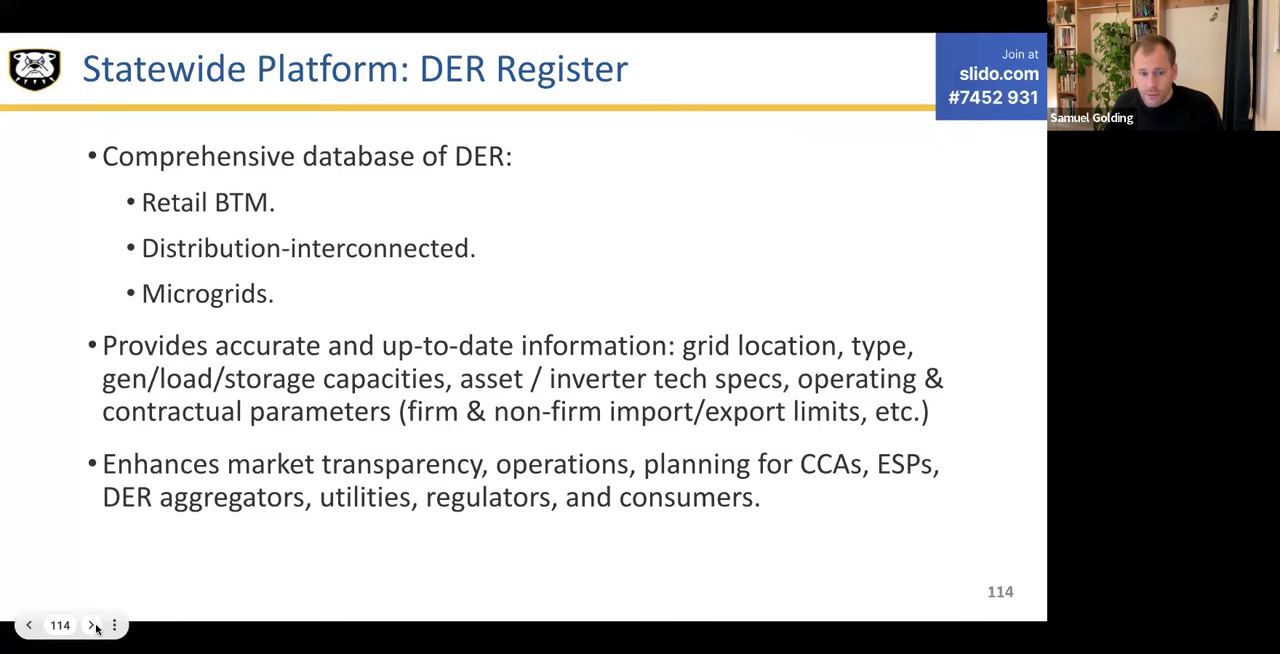 Statewide Platform: DER Register
Join at
slido.com
#7452 931
Samuel Golding
• Comprehensive database of DER:
• Retail BTM.
• Distribution-interconnected.
• Microgrids.
• Provides accurate and up-to-date information: grid location, type,
gen/load/storage capacities, asset / inverter tech specs, operating &
contractual parameters (firm & non-firm import/export limits, etc.)
• Enhances market transparency, operations, planning for CCAs, ESPs,
DER aggregators, utilities, regulators, and consumers.
114
114